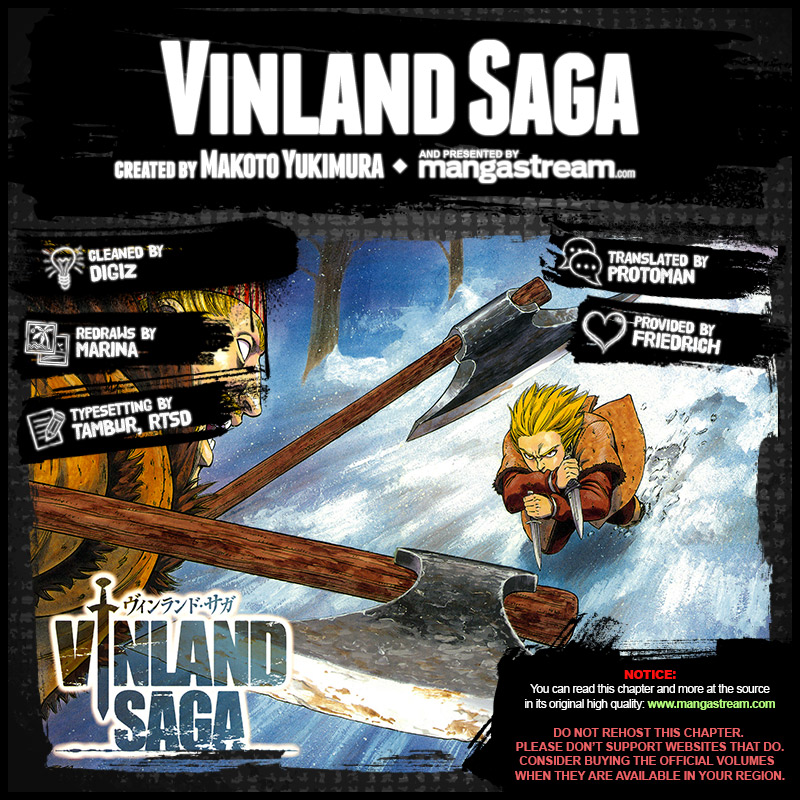 VINLAND SAGA
CREATED BY MAKOTO YUKIMURA ◆ AND PRESENTED BY mangastream.com
CLEANED BY
DIGIZ
REDRAWS BY
MARINA
TYPESETTING BY
TAMBUR, RTSD
TRANSLATED BY
PROTOMAN
PROVIDED BY
FRIEDRICH
ヴィンランド・サガ
VINLAND
SAGA
NOTICE:
You can read this chapter and more at the source
in its original high quality: www.mangastream.com
DO NOT REHOST THIS CHAPTER.
PLEASE DON'T SUPPORT WEBSITES THAT DO.
CONSIDER BUYING THE OFFICIAL VOLUMES
WHEN THEY ARE AVAILABLE IN YOUR REGION.